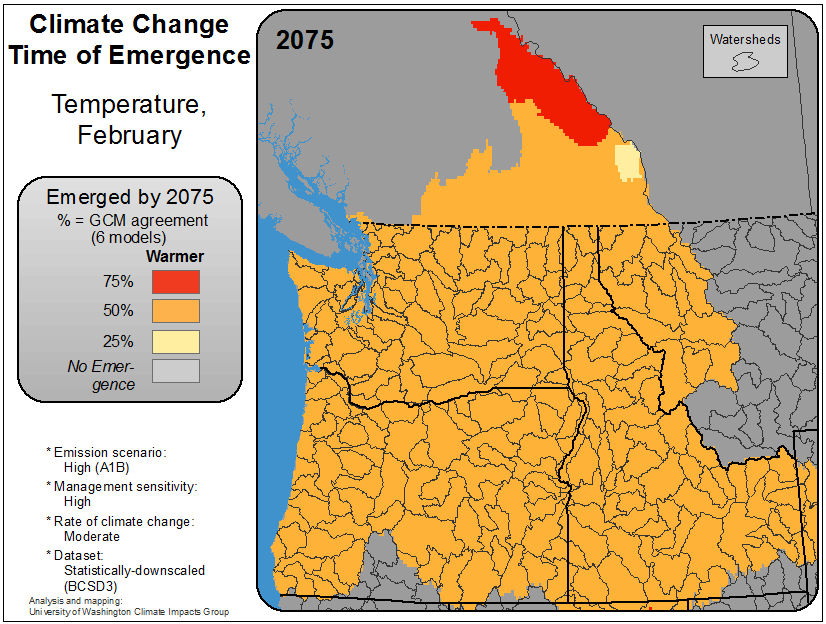 Climate Change
Time of Emergence
Temperature,
February
Emerged by 2075
% = GCM agreement
(6 models)
Warmer
75%
50%
25%
No Emer-
gence
* Emission scenario:
High (A1B)
* Management sensitivity:
High
* Rate of climate change:
Moderate
* Dataset:
Statistically-downscaled
(BCSD3)
Analysis and mapping:
University of Washington Climate Impacts Group
2075
Watersheds